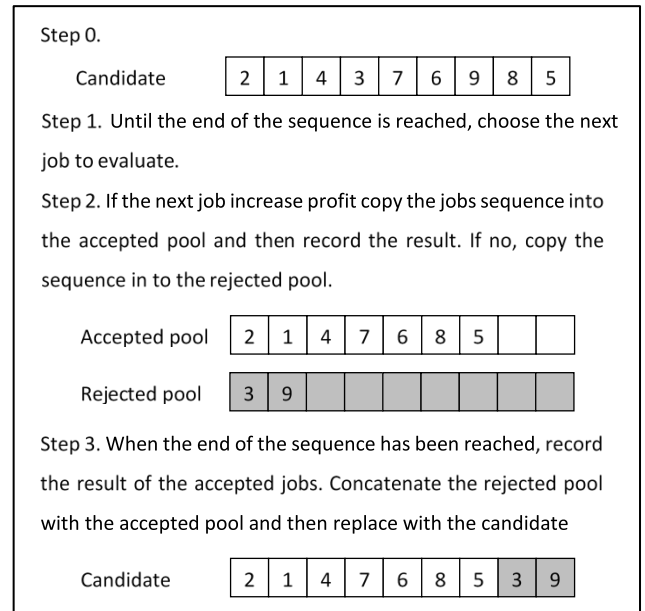 Step 0.
Candidate 2 1 4 3 7 6 9 8 5
Step 1. Until the end of the sequence is reached, choose the next
job to evaluate.
Step 2. If the next job increase profit copy the jobs sequence into
the accepted pool and then record the result. If no, copy the
sequence in to the rejected pool.
Accepted pool 2 1 4 7 6 8 5
Rejected pool 3 9
Step 3. When the end of the sequence has been reached, record
the result of the accepted jobs. Concatenate the rejected pool
with the accepted pool and then replace with the candidate
Candidate 2 1 4 7 6 8 5 3 9